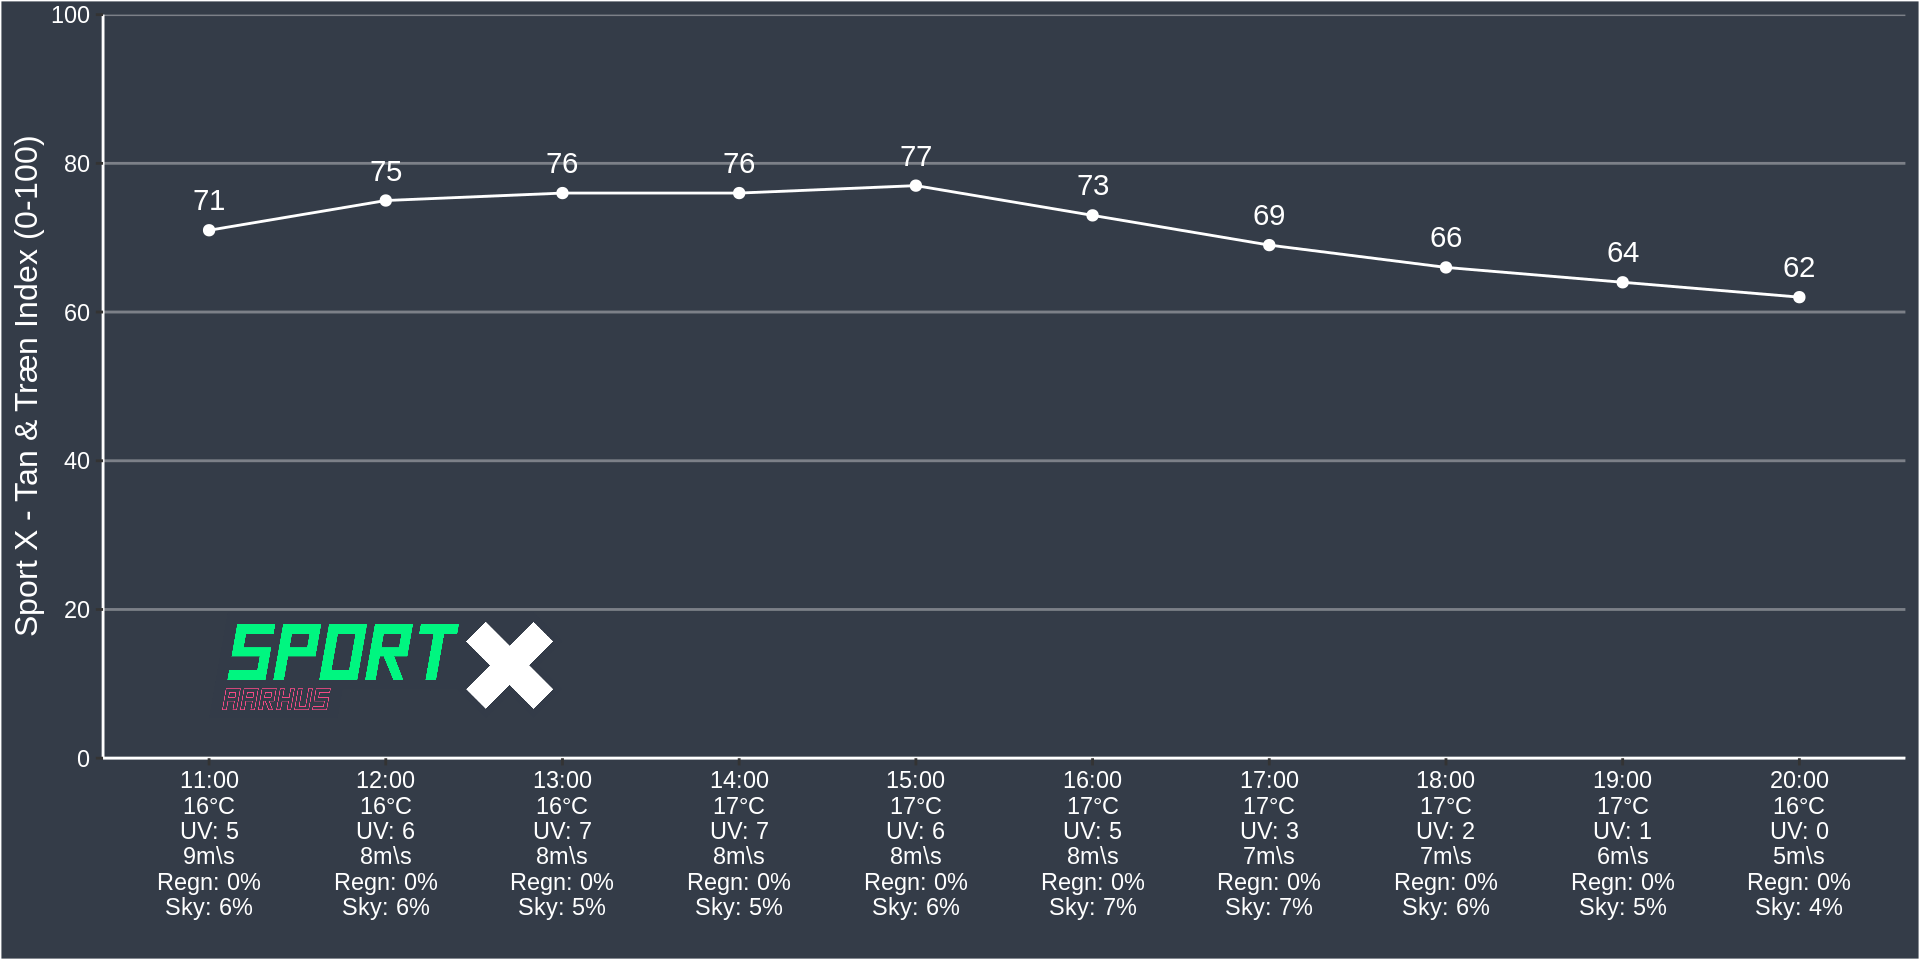 Sport X - Tan & Træn Index (0-100)
100
80
60
40
20
0
71 75 76 76 77 73 69 66 64 62
SPORT X
AARHUS
11:00 12:00 13:00 14:00 15:00 16:00 17:00 18:00 19:00 20:00
16°C 16°C 16°C 17°C 17°C 17°C 17°C 17°C 17°C 16°C
UV: 5 UV: 6 UV: 7 UV: 7 UV: 6 UV: 5 UV: 3 UV: 2 UV: 1 UV: 0
9m\s 8m\s 8m\s 8m\s 8m\s 8m\s 7m\s 7m\s 6m\s 5m\s
Regn: 0% Regn: 0% Regn: 0% Regn: 0% Regn: 0% Regn: 0% Regn: 0% Regn: 0% Regn: 0% Regn: 0%
Sky: 6% Sky: 6% Sky: 5% Sky: 5% Sky: 6% Sky: 7% Sky: 7% Sky: 6% Sky: 5% Sky: 4%